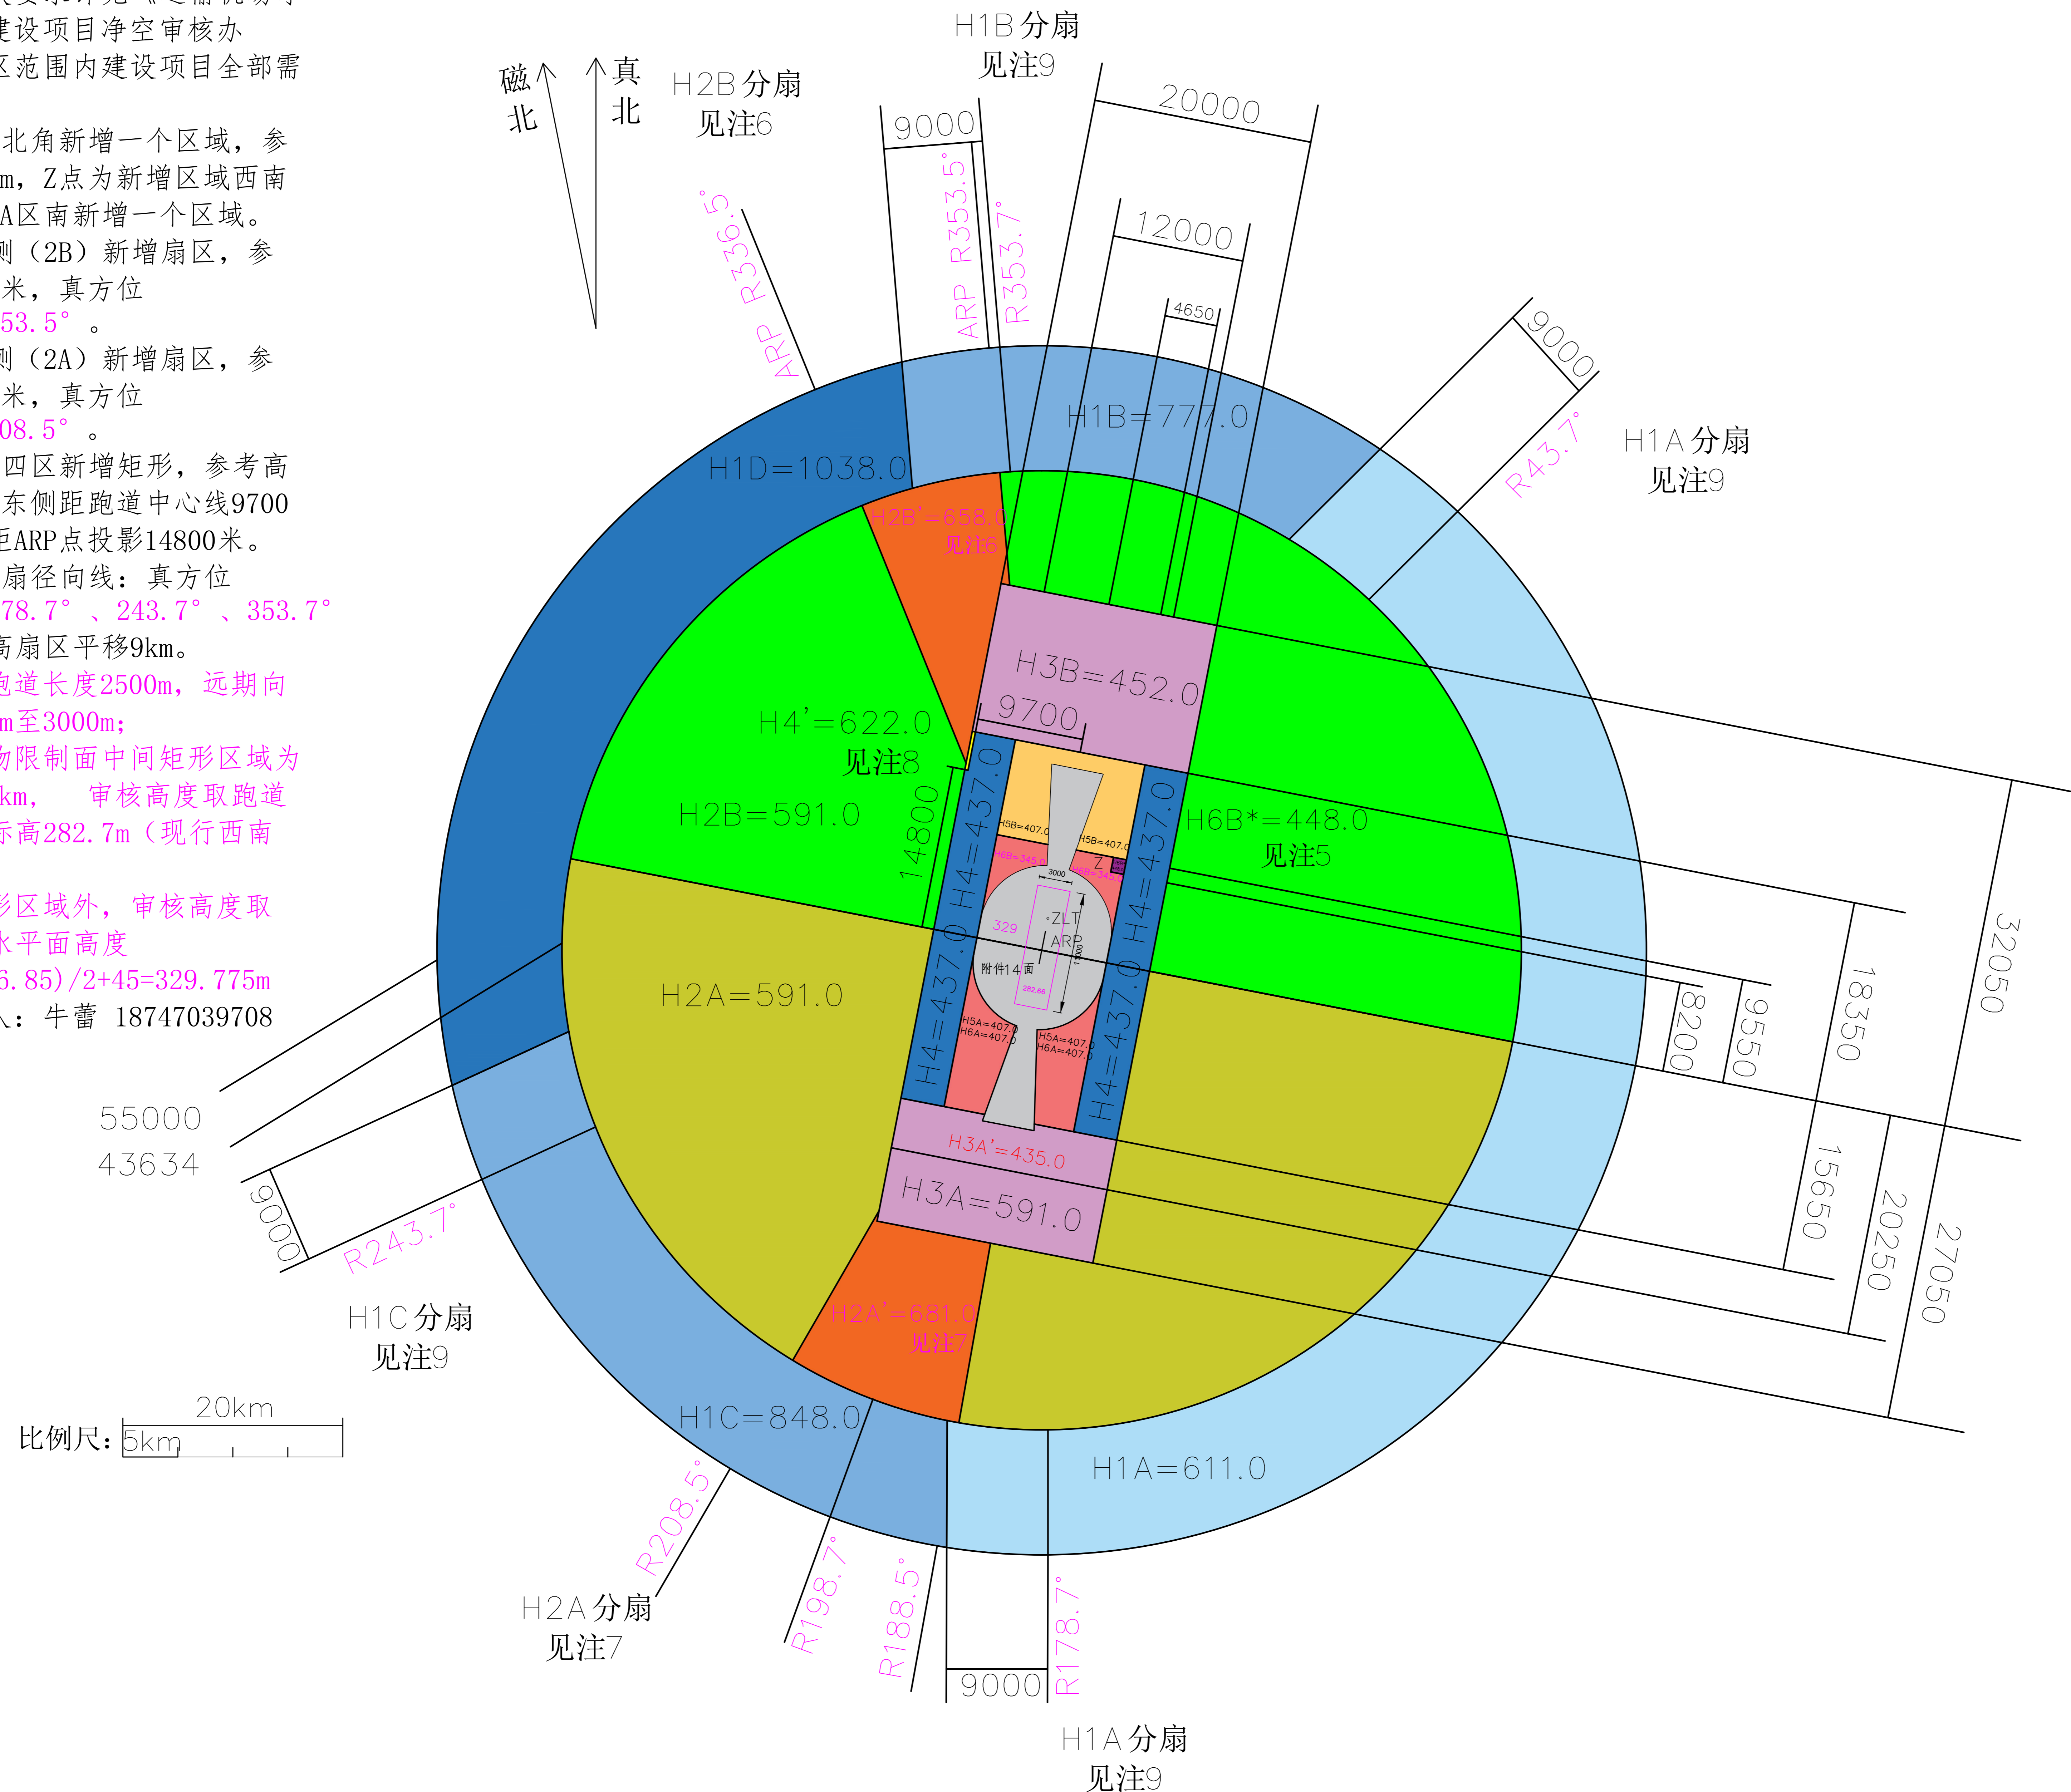 建设项目净空审核办
区范围内建设项目全部需
北角新增一个区域，参
m，Z点为新增区域西南
A区南新增一个区域。
侧（2B）新增扇区，参
米，真方位
53.5°。
侧（2A）新增扇区，参
米，真方位
08.5°。
四区新增矩形，参考高
东侧距跑道中心线9700
距ARP点投影14800米。
扇径向线：真方位
78.7°、243.7°、353.7°
高扇区平移9km。
跑道长度2500m，远期向
m至3000m；
物限制面中间矩形区域为
km， 审核高度取跑道
标高282.7m（现行西南
形区域外，审核高度取
水平面高度
6.85)/2+45=329.775m
人：牛蕾 18747039708
磁北
真北
H2B分扇
见注6
H1B分扇
见注9
20000
9000
12000
4650
ARP R336.5°
ARP R353.5°
R353.7°
9000
R43.7°
H1A分扇
见注9
H1B=777.0
H1D=1038.0
H2B'=658.0
见注6
H3B=452.0
9700
H4'=622.0
见注8
H2B=591.0
14800
H4=437.0
H4=437.0
H4=437.0
H4=437.0
H5B=407.0
H5B=407.0
H6B=345.0
H6B=345.0
Z
H6B*=448.0
见注5
3000
ZLT
ARP
11000
329
附件14面
282.66
H2A=591.0
H5A=407.0
H6A=407.0
H5A=407.0
H6A=407.0
H3A'=435.0
H3A=591.0
H2A'=681.0
见注7
H1C=848.0
H1A=611.0
32050
18350
9550
8200
15650
20250
27050
55000
43634
9000
R243.7°
H1C分扇
见注9
比例尺：
20km
5km
R208.5°
R198.7°
R188.5°
R178.7°
H2A分扇
见注7
9000
H1A分扇
见注9